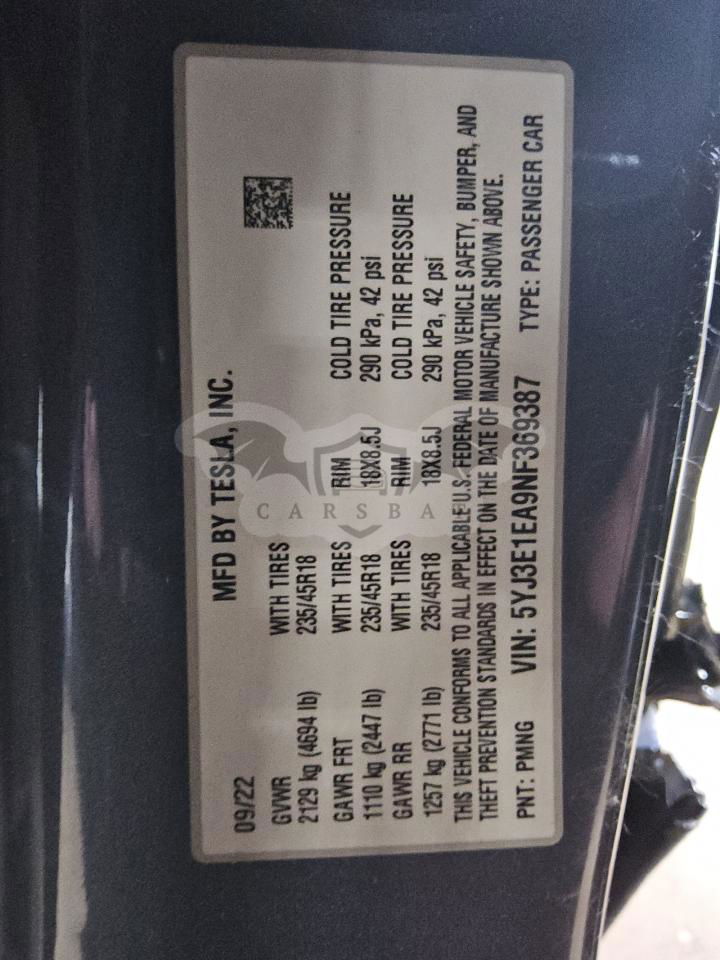 MFD BY TESLA, INC.
09/22
GVWR WITH TIRES
2129 kg (4694 lb) 235/45R18
GAWR FRT WITH TIRES RIM COLD TIRE PRESSURE
1110 kg (2447 lb) 235/45R18 18X8.5J 290 kPa, 42 psi
GAWR RR WITH TIRES RIM COLD TIRE PRESSURE
1257 kg (2771 lb) 235/45R18 18X8.5J 290 kPa, 42 psi
THIS VEHICLE CONFORMS TO ALL APPLICABLE U.S. FEDERAL MOTOR VEHICLE SAFETY, BUMPER, AND
THEFT PREVENTION STANDARDS IN EFFECT ON THE DATE OF MANUFACTURE SHOWN ABOVE.
PNT: PMNG VIN: 5YJ3E1EA9NF369387 TYPE: PASSENGER CAR
CARSBA